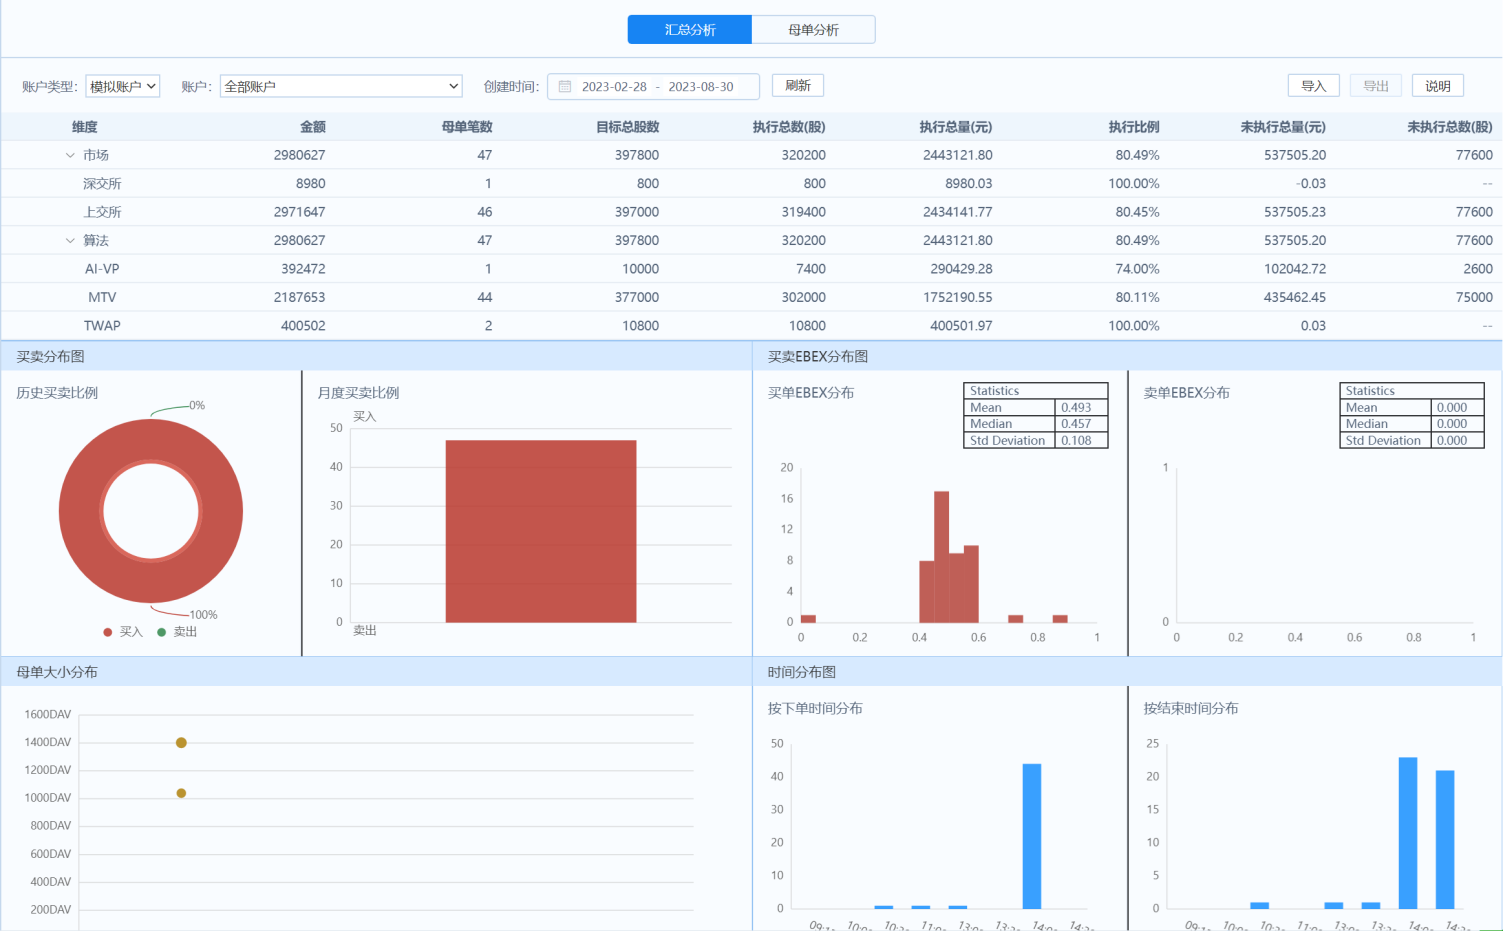 汇总分析 母单分析
账户类型: 模拟账户 账户: 全部账户 创建时间: 2023-02-28 - 2023-08-30 刷新 导入 导出 说明
维度 金额 母单笔数 目标总股数 执行总数(股) 执行总量(元) 执行比例 未执行总量(元) 未执行总数(股)
市场 2980627 47 397800 320200 2443121.80 80.49% 537505.20 77600
深交所 8980 1 800 800 8980.03 100.00% -0.03 --
上交所 2971647 46 397000 319400 2434141.77 80.45% 537505.23 77600
算法 2980627 47 397800 320200 2443121.80 80.49% 537505.20 77600
AI-VP 392472 1 10000 7400 290429.28 74.00% 102042.72 2600
MTV 2187653 44 377000 302000 1752190.55 80.11% 435462.45 75000
TWAP 400502 2 10800 10800 400501.97 100.00% 0.03 --
买卖分布图
历史买卖比例
0%
100%
买入 卖出
月度买卖比例
买入
50
40
30
20
10
0
卖出
买卖EBEX分布图
买单EBEX分布
Statistics
Mean 0.493
Median 0.457
Std Deviation 0.108
20
16
12
8
4
0
0 0.2 0.4 0.6 0.8 1
卖单EBEX分布
Statistics
Mean 0.000
Median 0.000
Std Deviation 0.000
1
0
0 0.2 0.4 0.6 0.8 1
母单大小分布
1600DAV
1400DAV
1200DAV
1000DAV
800DAV
600DAV
400DAV
200DAV
时间分布图
按下单时间分布
50
40
30
20
10
0
按结束时间分布
25
20
15
10
5
0